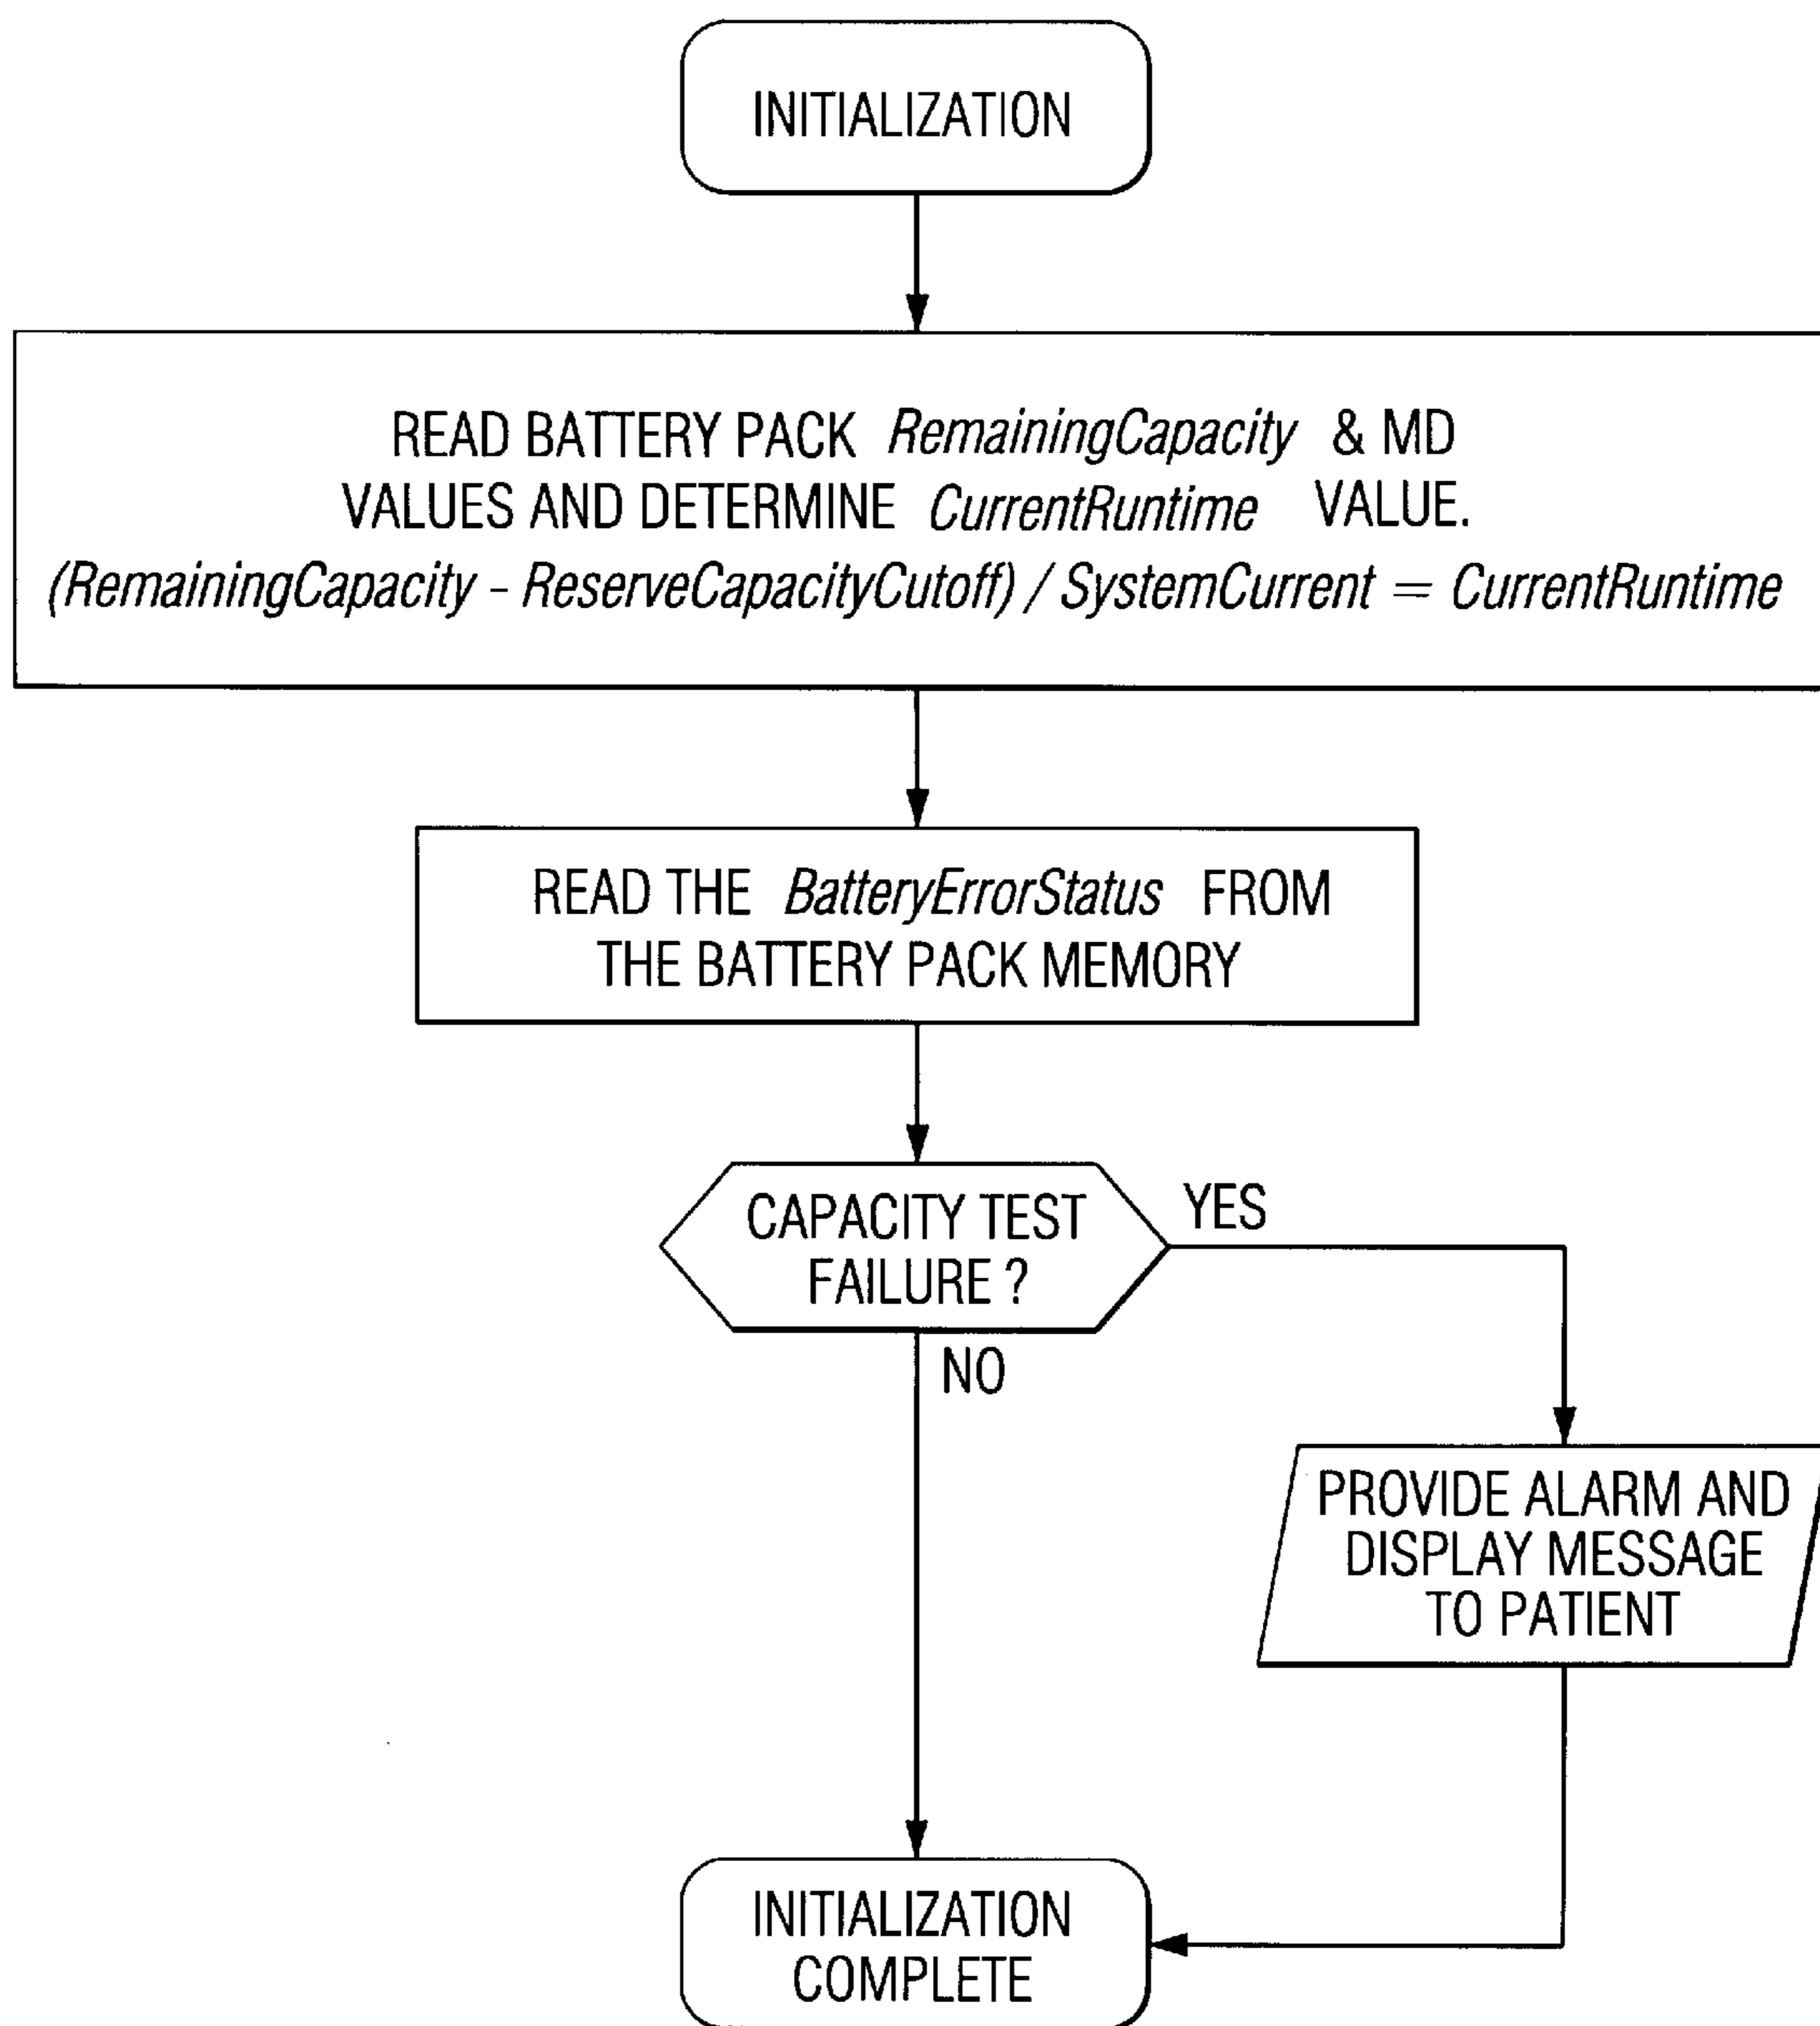 INITIALIZATION
READ BATTERY PACK RemainingCapacity & MD
VALUES AND DETERMINE CurrentRuntime VALUE.
(RemainingCapacity - ReserveCapacityCutoff) / SystemCurrent = CurrentRuntime
READ THE BatteryErrorStatus FROM
THE BATTERY PACK MEMORY
CAPACITY TEST
FAILURE ?
YES
NO
PROVIDE ALARM AND
DISPLAY MESSAGE
TO PATIENT
INITIALIZATION
COMPLETE